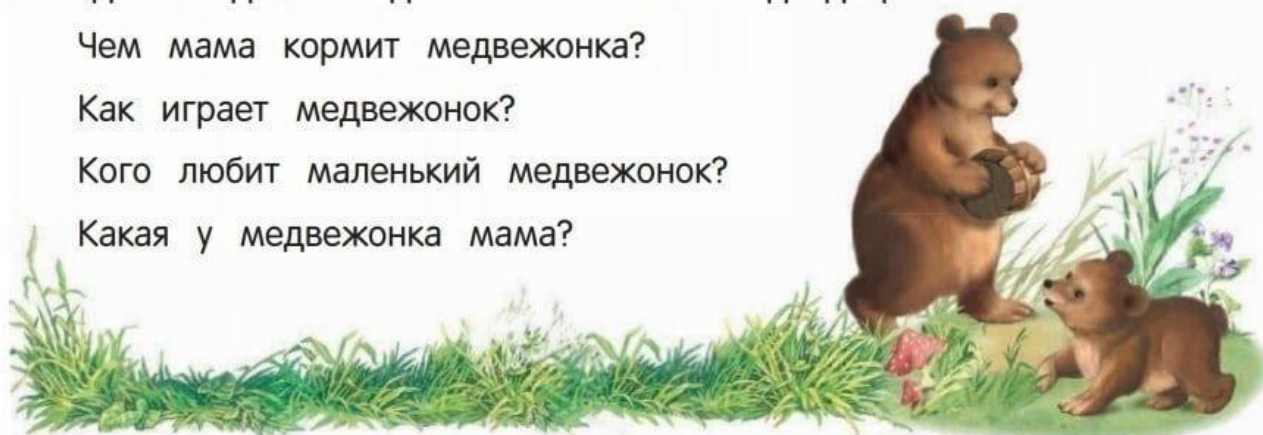 Чем мама кормит медвежонка?
Как играет медвежонок?
Кого любит маленький медвежонок?
Какая у медвежонка мама?